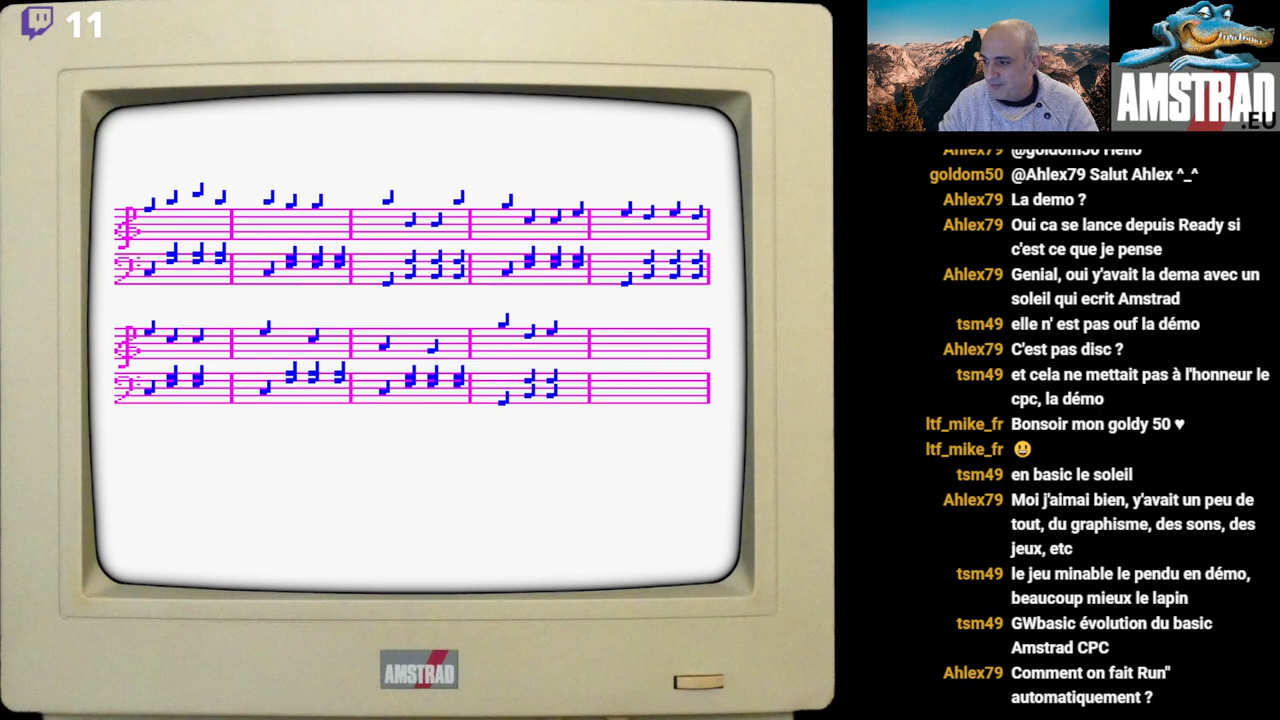 11
AMSTRAD
.EU
Ahlex79 @goldom50 Hello
goldom50 @Ahlex79 Salut Ahlex ^_^
Ahlex79 La demo ?
Ahlex79 Oui ca se lance depuis Ready si
c'est ce que je pense
Ahlex79 Genial, oui y'avait la dema avec un
soleil qui ecrit Amstrad
tsm49 elle n' est pas ouf la démo
Ahlex79 C'est pas disc ?
tsm49 et cela ne mettait pas à l'honneur le
cpc, la démo
ltf_mike_fr Bonsoir mon goldy 50 ♥
ltf_mike_fr 😃
tsm49 en basic le soleil
Ahlex79 Moi j'aimai bien, y'avait un peu de
tout, du graphisme, des sons, des
jeux, etc
tsm49 le jeu minable le pendu en démo,
beaucoup mieux le lapin
tsm49 GWbasic évolution du basic
Amstrad CPC
Ahlex79 Comment on fait Run"
automatiquement ?
AMSTRAD